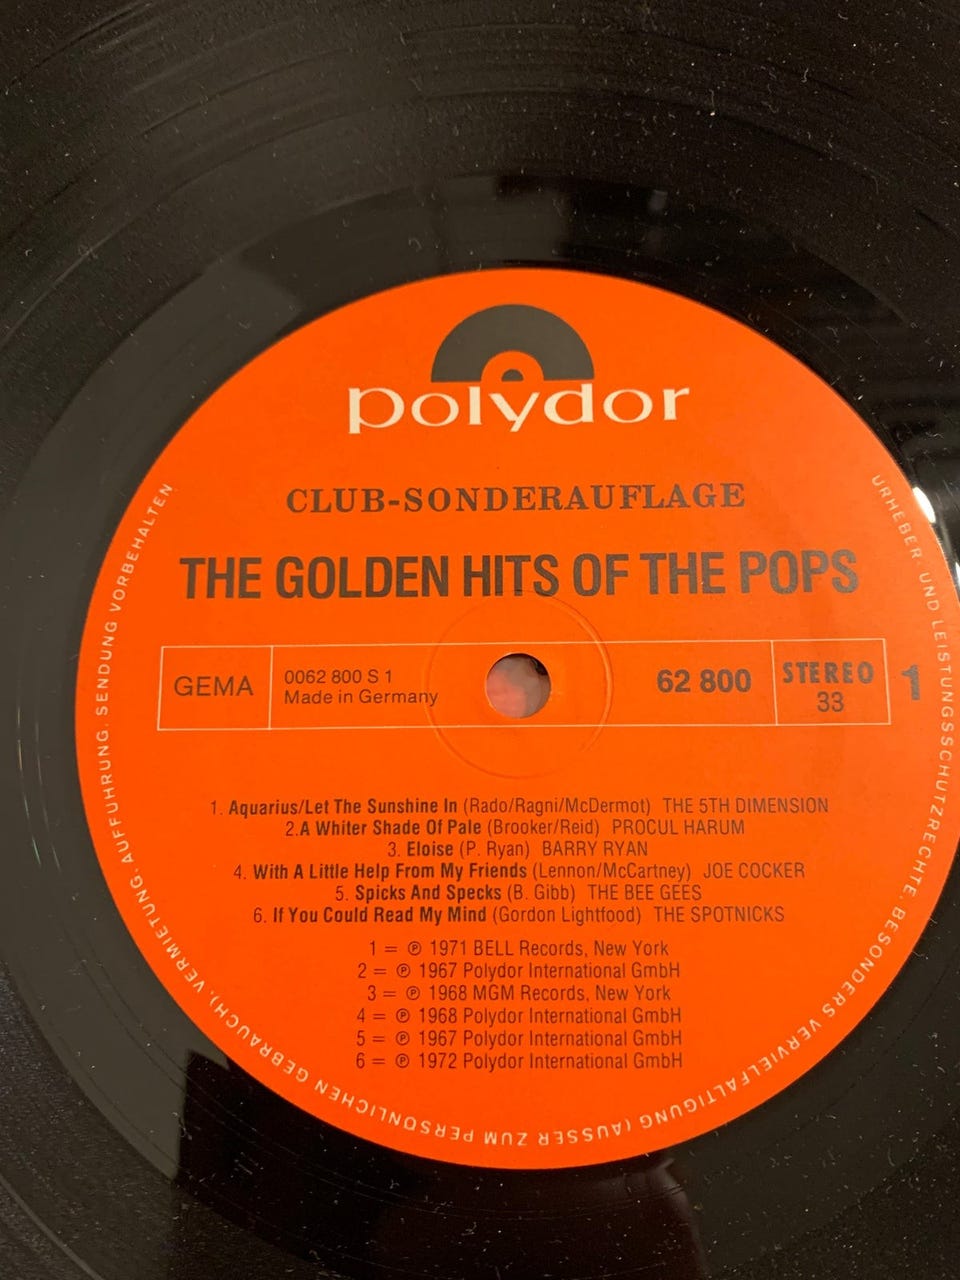 polydor
CLUB-SONDERAUFLAGE
THE GOLDEN HITS OF THE POPS
GEMA
0062 800 S 1
Made in Germany
62 800
STEREO
33
1
1. Aquarius/Let The Sunshine In (Rado/Ragni/McDermot) THE 5TH DIMENSION
2.A Whiter Shade Of Pale (Brooker/Reid) PROCUL HARUM
3. Eloise (P. Ryan) BARRY RYAN
4. With A Little Help From My Friends (Lennon/McCartney) JOE COCKER
5. Spicks And Specks (B. Gibb) THE BEE GEES
6. If You Could Read My Mind (Gordon Lightfood) THE SPOTNICKS
1 = ℗ 1971 BELL Records, New York
2 = ℗ 1967 Polydor International GmbH
3 = ℗ 1968 MGM Records, New York
4 = ℗ 1968 Polydor International GmbH
5 = ℗ 1967 Polydor International GmbH
6 = ℗ 1972 Polydor International GmbH
URHEBER- UND LEISTUNGSSCHUTZRECHTE, BESONDERS VERVIELFÄLTIGUNG (AUSSER ZUM PERSÖNLICHEN GEBRAUCH), VERMIETUNG, AUFFÜHRUNG, SENDUNG VORBEHALTEN